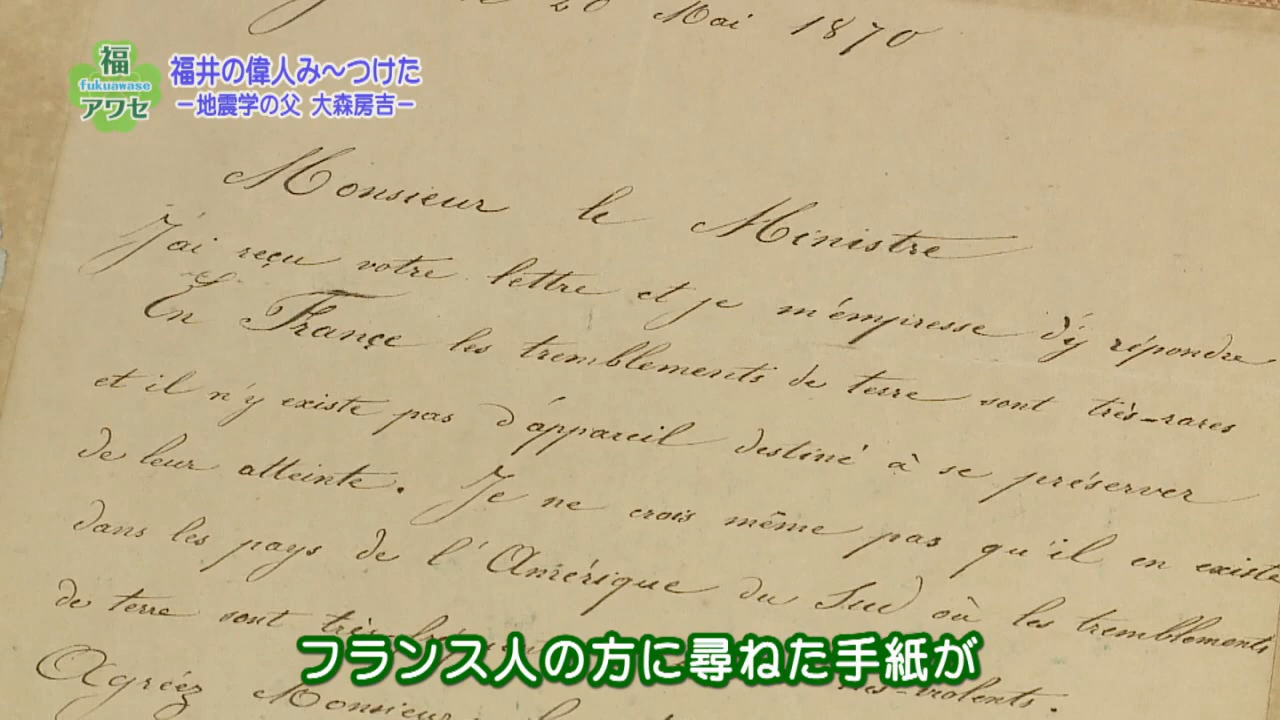 福
fukuawase
アワセ
福井の偉人み～つけた
－地震学の父 大森房吉－
20 Mai 1870
Monsieur le Ministre
J'ai reçu votre lettre et je m'empresse d'y répondre
En France les tremblements de terre sont très-rares
et il n'y existe pas d'appareil destiné à se préserver
de leur atteinte. Je ne crois même pas qu'il en existe
dans les pays de l'Amérique du Sud où les tremblements
de terre sont très violents.
Agréez Monsieur
フランス人の方に尋ねた手紙が